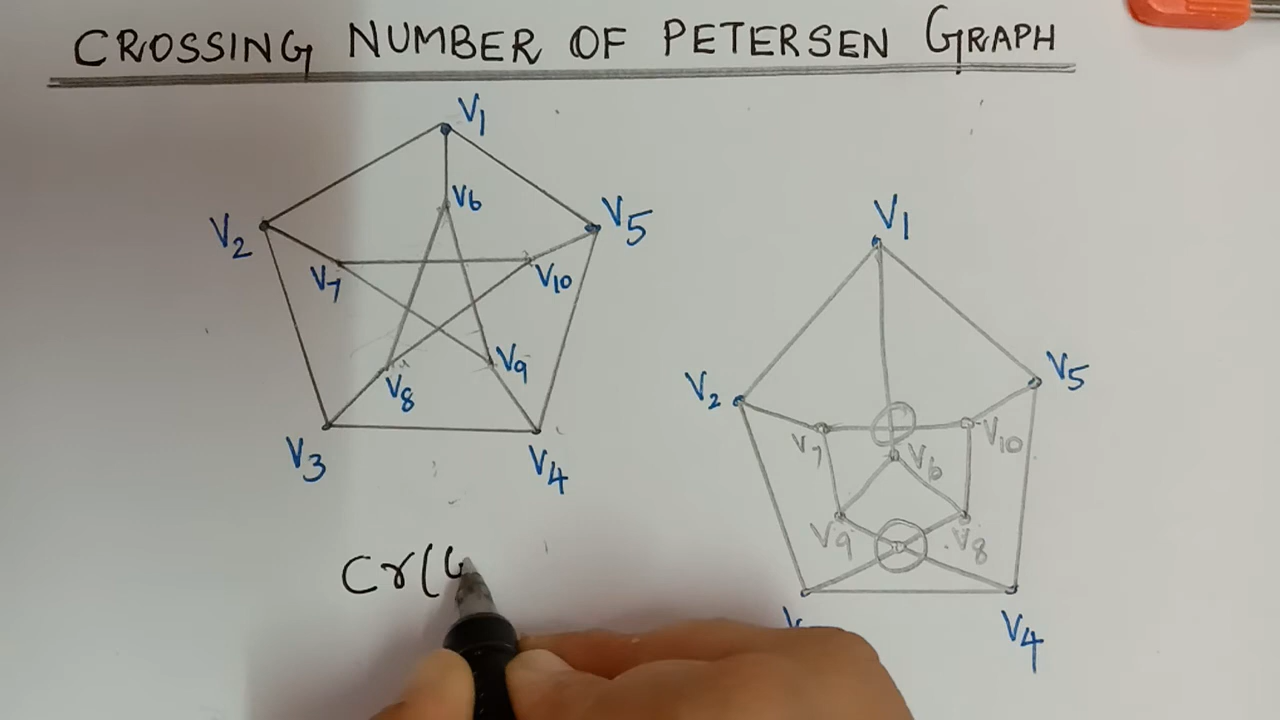 CROSSING NUMBER OF PETERSEN GRAPH
V1
V6
V2
V5
V7
V10
V9
V8
V3
V4
V1
V5
V2
V7
V10
V6
V9
V8
V4
Cr(